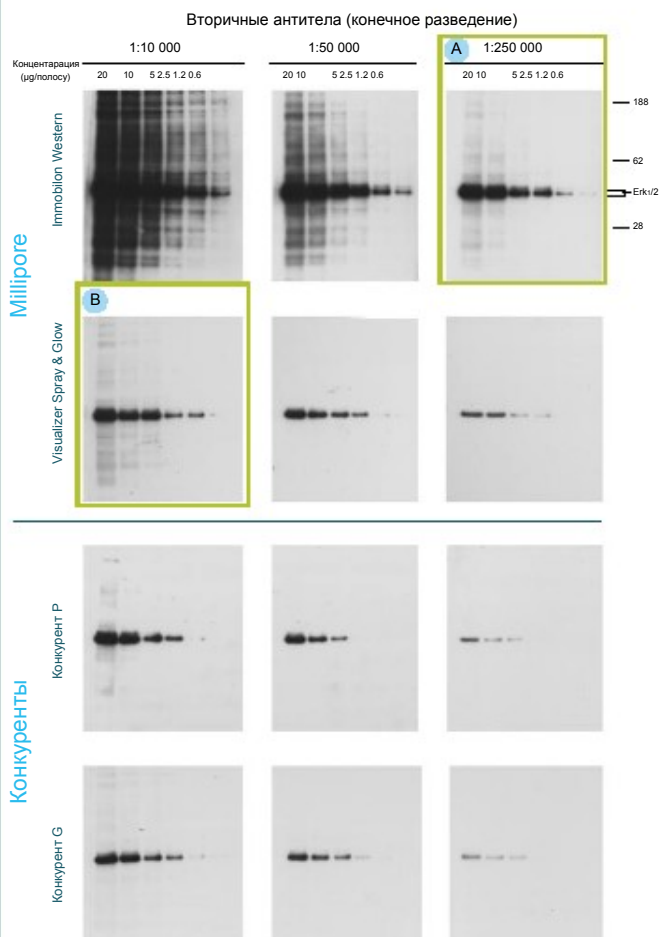 Вторичные антитела (конечное разведение)
1:10 000
1:50 000
A 1:250 000
Концентарация
(µg/полосу)
20 10 5 2.5 1.2 0.6
20 10 5 2.5 1.2 0.6
20 10 5 2.5 1.2 0.6
Millipore
Immobilon Western
188
62
Erk1/2
28
B
Visualizer Spray & Glow
Конкуренты
Конкурент P
Конкурент G